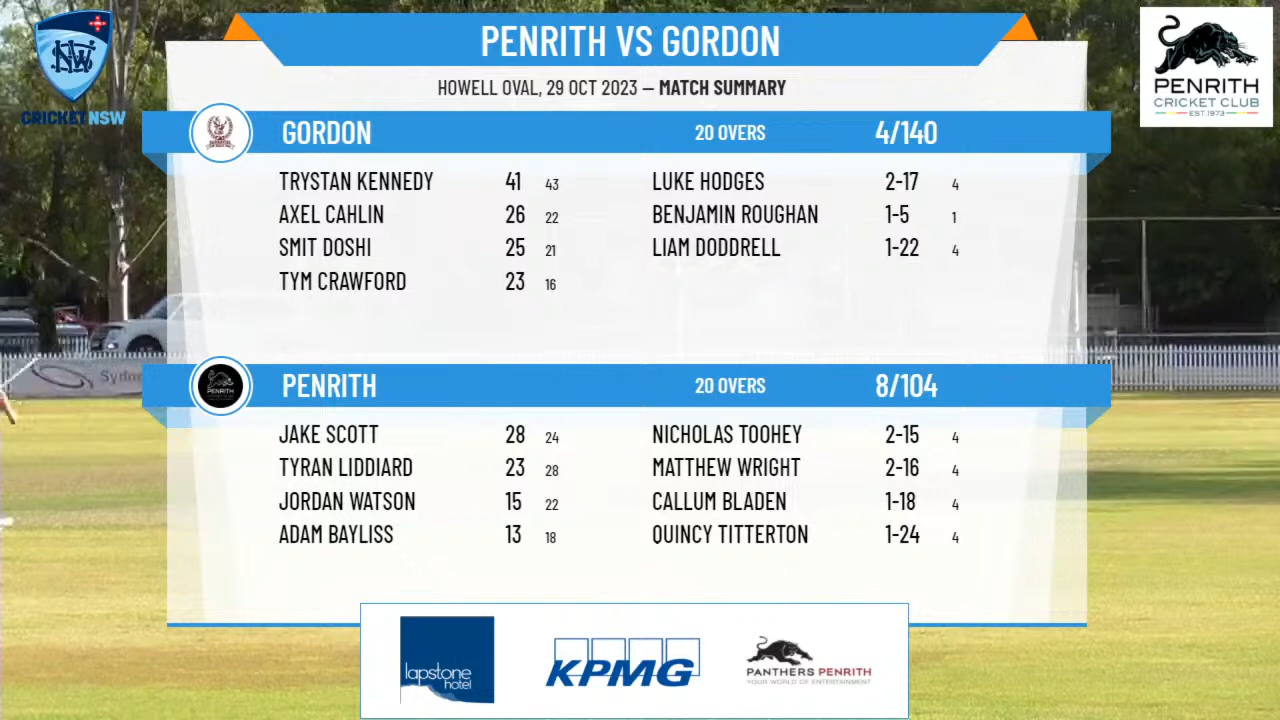 PENRITH VS GORDON
HOWELL OVAL, 29 OCT 2023 – MATCH SUMMARY
CRICKET NSW
PENRITH
CRICKET CLUB
EST.1973
GORDON 20 OVERS 4/140
TRYSTAN KENNEDY 41 43 LUKE HODGES 2-17 4
AXEL CAHLIN 26 22 BENJAMIN ROUGHAN 1-5 1
SMIT DOSHI 25 21 LIAM DODDRELL 1-22 4
TYM CRAWFORD 23 16
Sydne
PENRITH 20 OVERS 8/104
JAKE SCOTT 28 24 NICHOLAS TOOHEY 2-15 4
TYRAN LIDDIARD 23 28 MATTHEW WRIGHT 2-16 4
JORDAN WATSON 15 22 CALLUM BLADEN 1-18 4
ADAM BAYLISS 13 18 QUINCY TITTERTON 1-24 4
lapstone
hotel
KPMG
PANTHERS PENRITH
YOUR WORLD OF ENTERTAINMENT